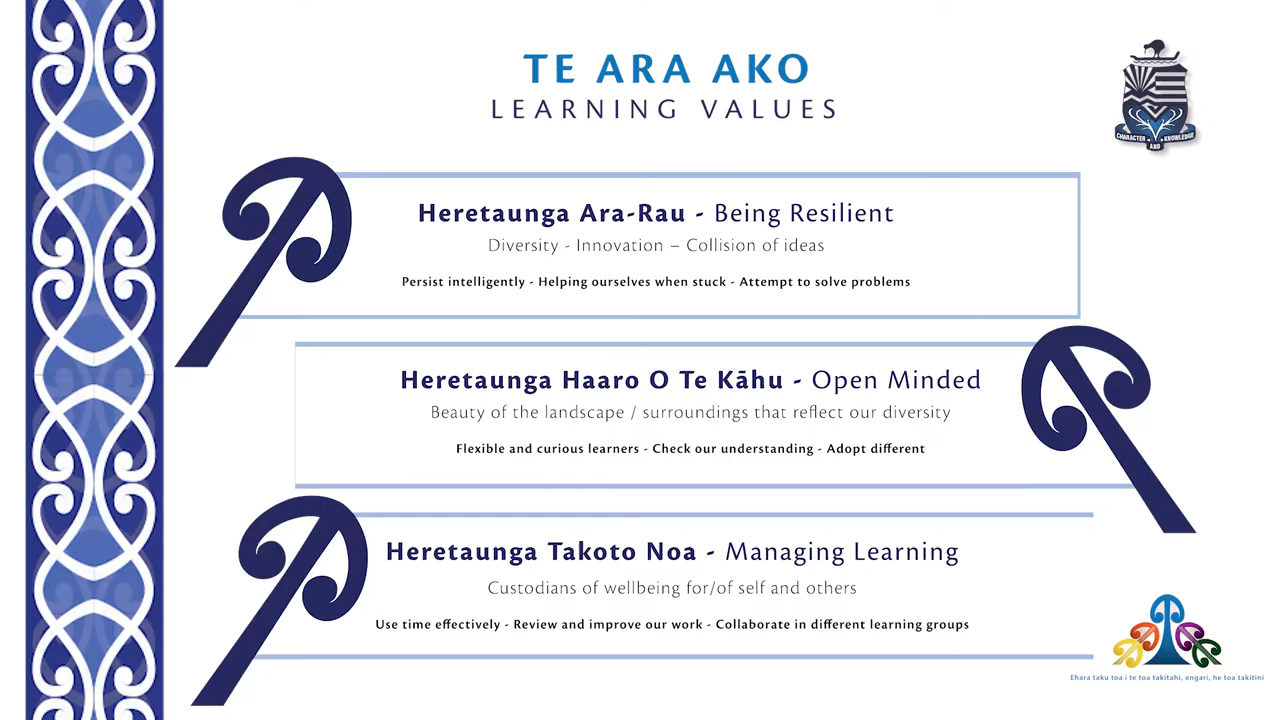 TE ARA AKO
LEARNING VALUES
CHARACTER AND KNOWLEDGE
Heretaunga Ara-Rau - Being Resilient
Diversity - Innovation – Collision of ideas
Persist intelligently - Helping ourselves when stuck - Attempt to solve problems
Heretaunga Haaro O Te Kāhu - Open Minded
Beauty of the landscape / surroundings that reflect our diversity
Flexible and curious learners - Check our understanding - Adopt different
Heretaunga Takoto Noa - Managing Learning
Custodians of wellbeing for/of self and others
Use time effectively - Review and improve our work - Collaborate in different learning groups
Ehara taku toa i te toa takitahi, engari, he toa takitini